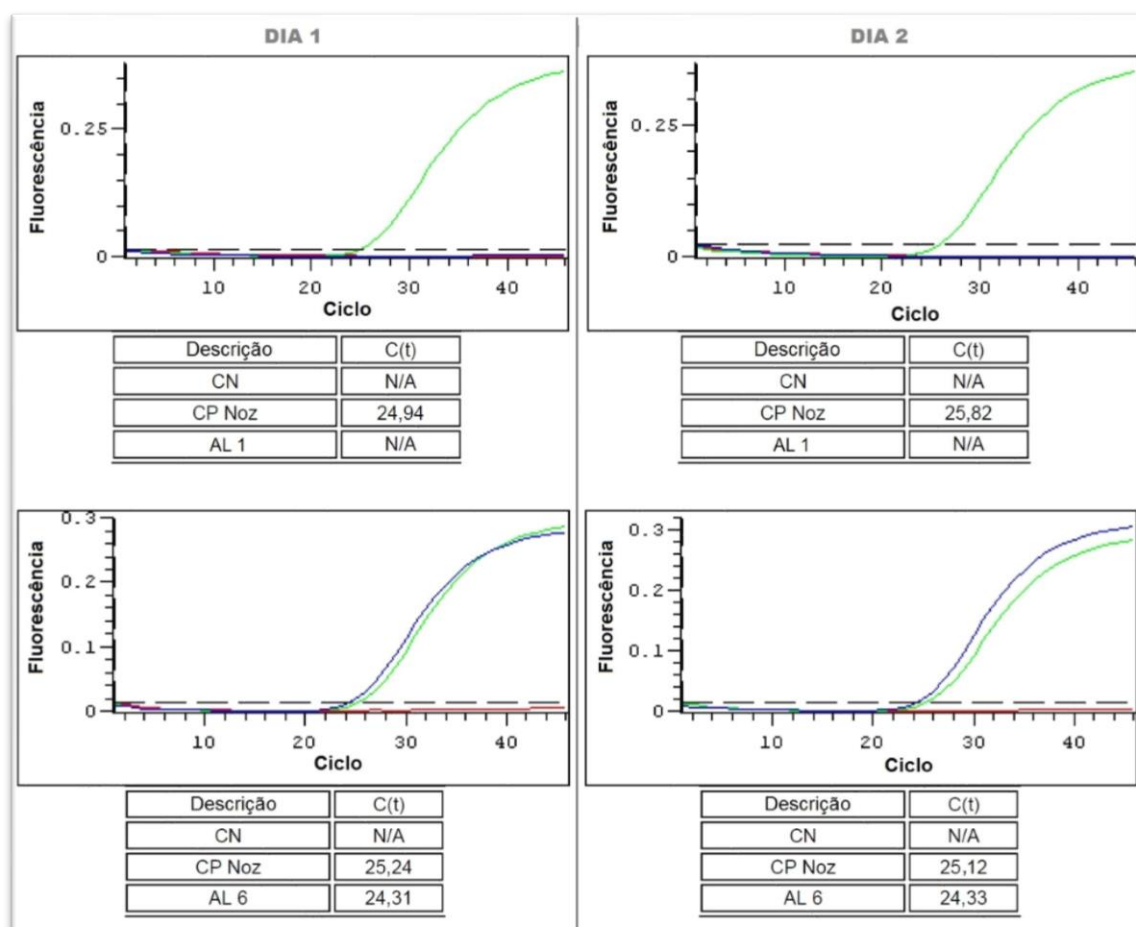 DIA 1
Fluorescência
0.25
0
10 20 30 40
Ciclo
Descrição C(t)
CN N/A
CP Noz 24,94
AL 1 N/A
DIA 2
Fluorescência
0.25
0
10 20 30 40
Ciclo
Descrição C(t)
CN N/A
CP Noz 25,82
AL 1 N/A
Fluorescência
0.3
0.2
0.1
0
10 20 30 40
Ciclo
Descrição C(t)
CN N/A
CP Noz 25,24
AL 6 24,31
Fluorescência
0.3
0.2
0.1
0
10 20 30 40
Ciclo
Descrição C(t)
CN N/A
CP Noz 25,12
AL 6 24,33